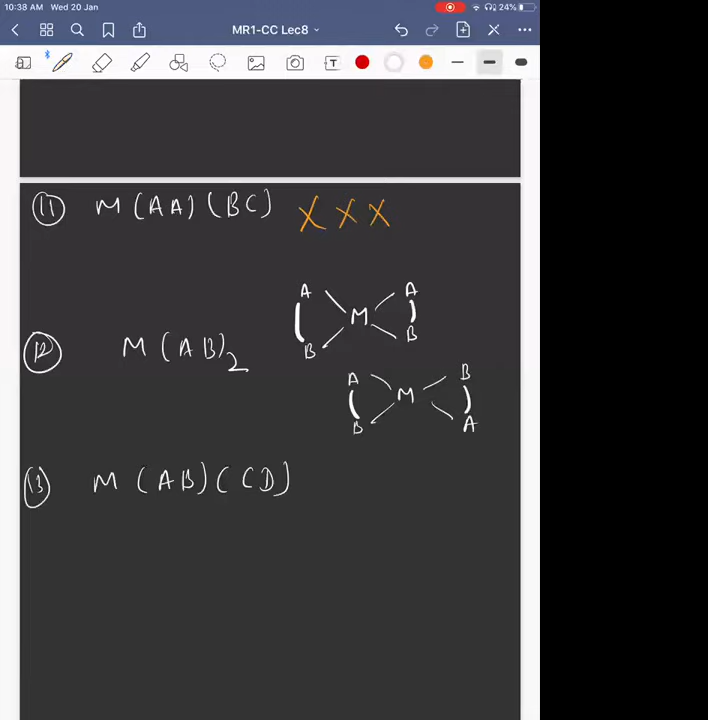 10:38 AM Wed 20 Jan
24%
MR1-CC Lec8
T
11 M (AA) (BC) X X X
A A
M
B B
12 M (AB)2
A B
M
B A
13 M (AB) (CD)